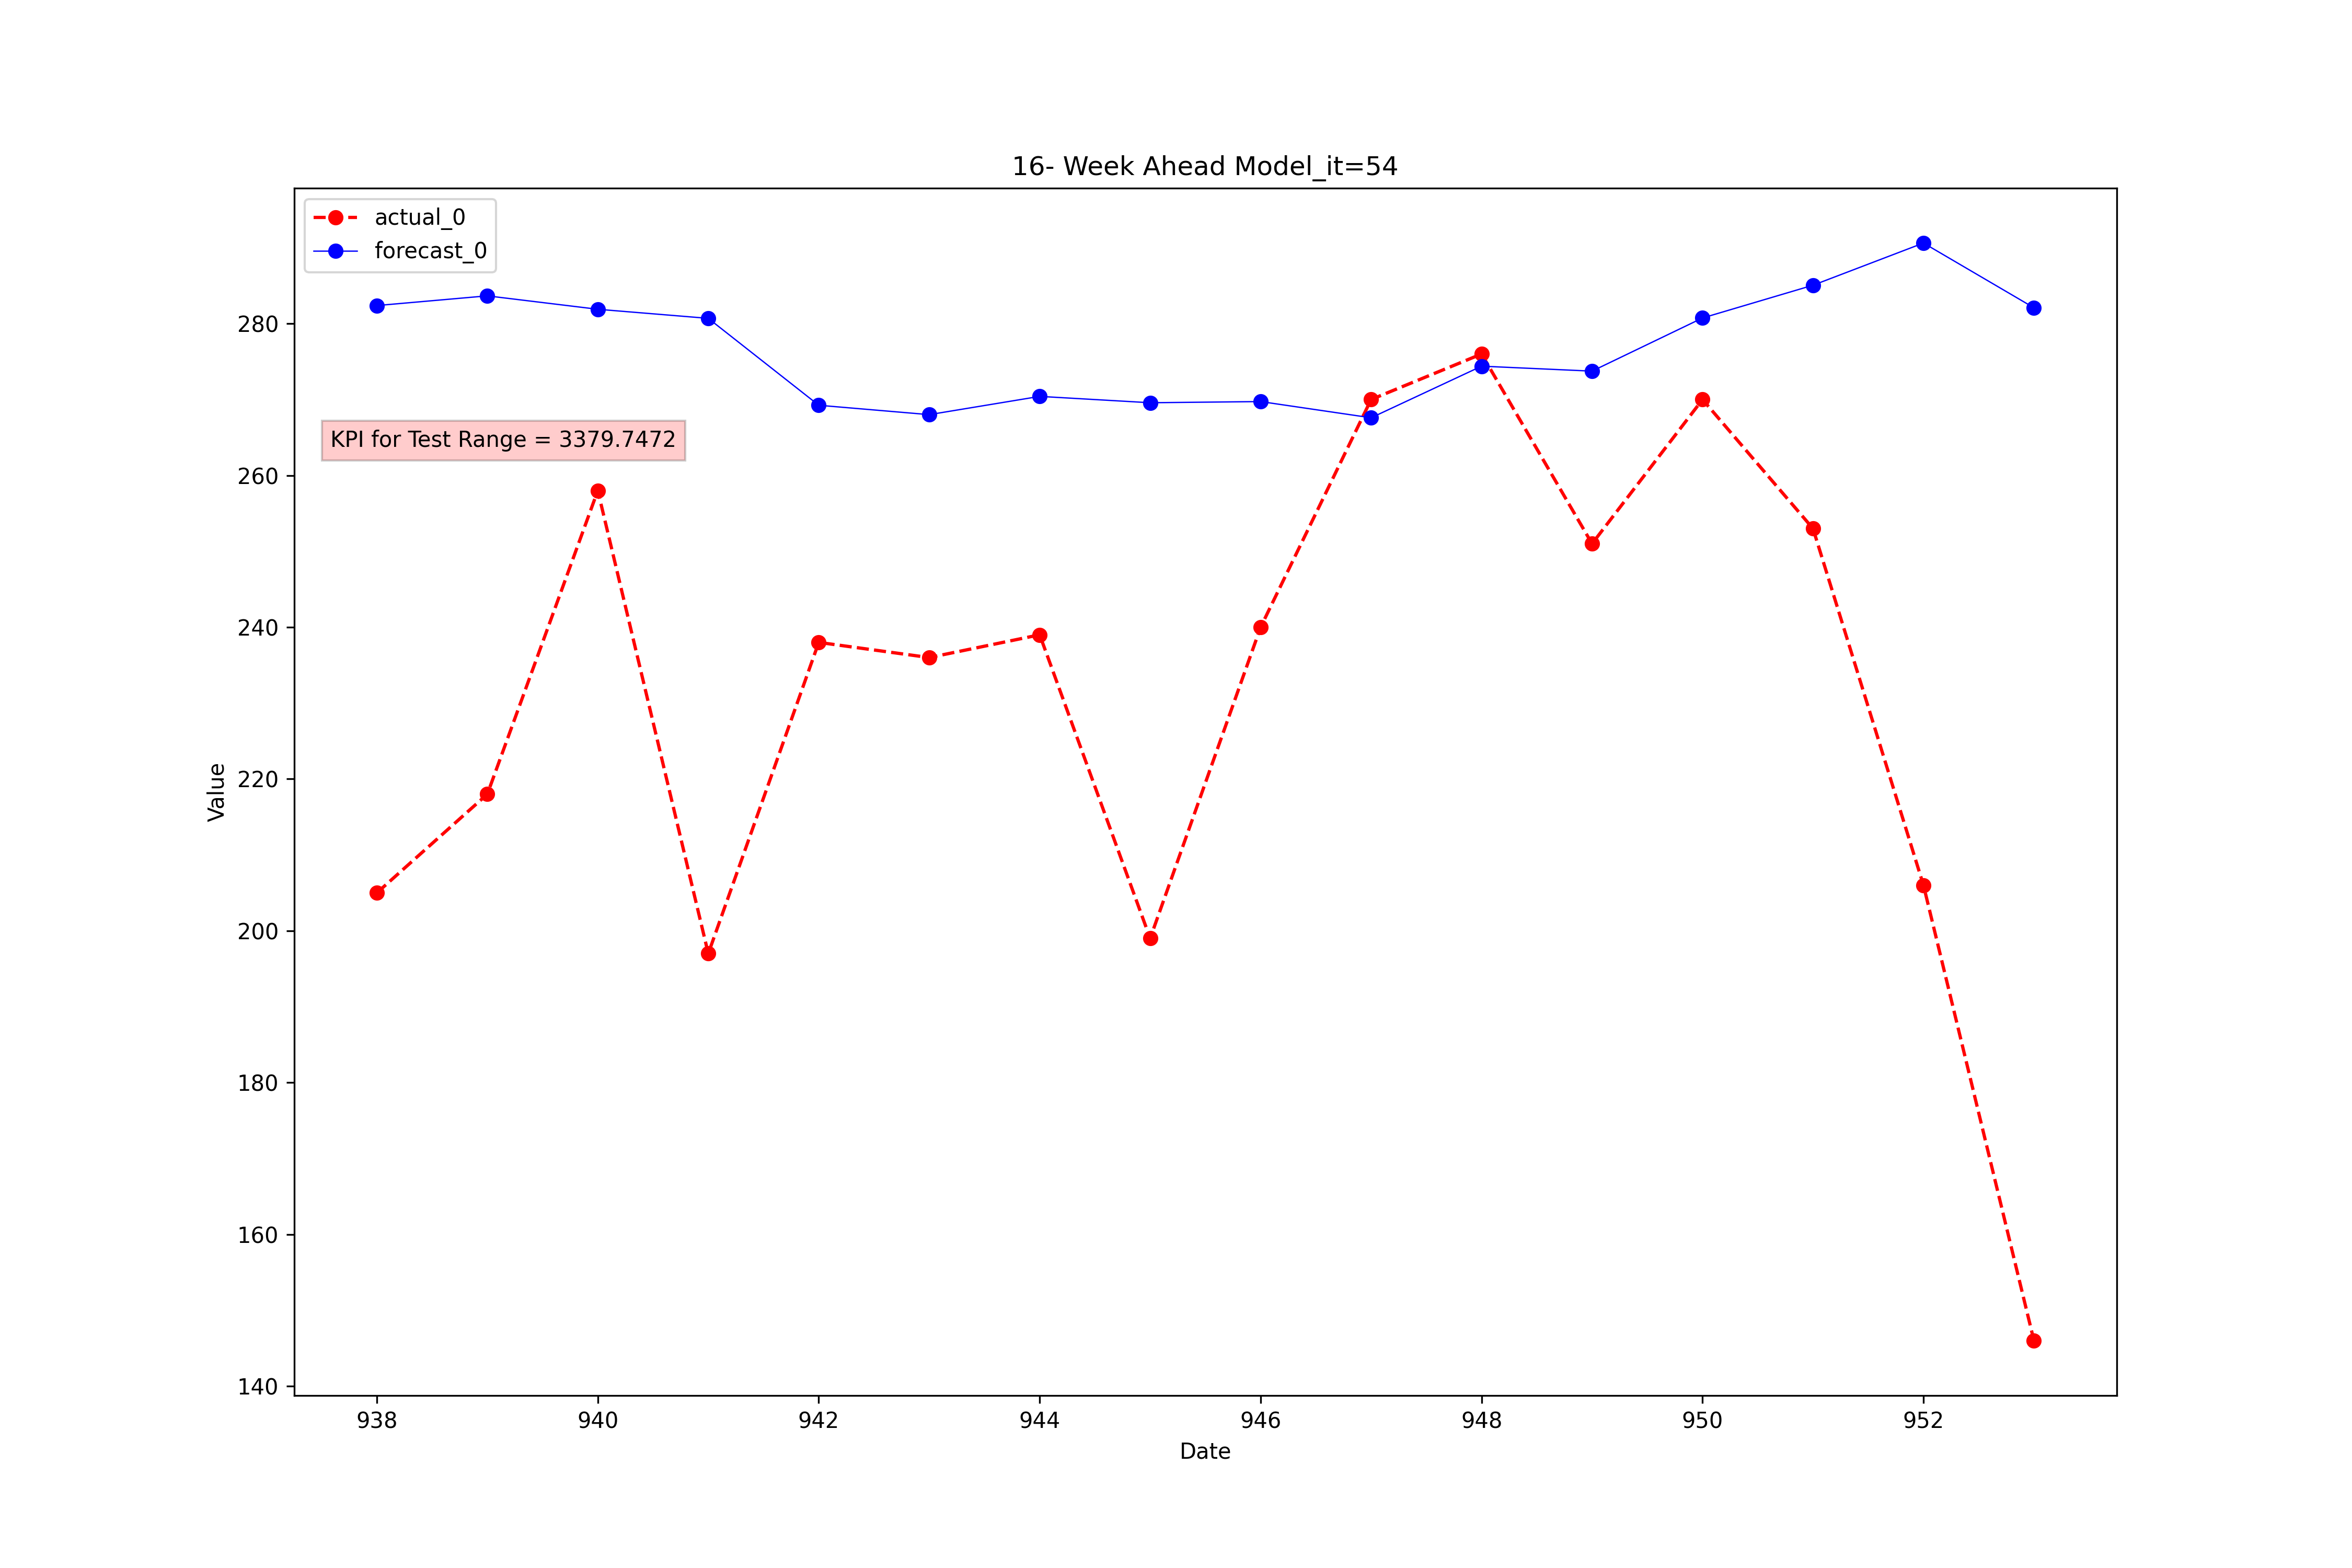 16- Week Ahead Model_it=54
actual_0
forecast_0
KPI for Test Range = 3379.7472
Value
280
260
240
220
200
180
160
140
938 940 942 944 946 948 950 952
Date